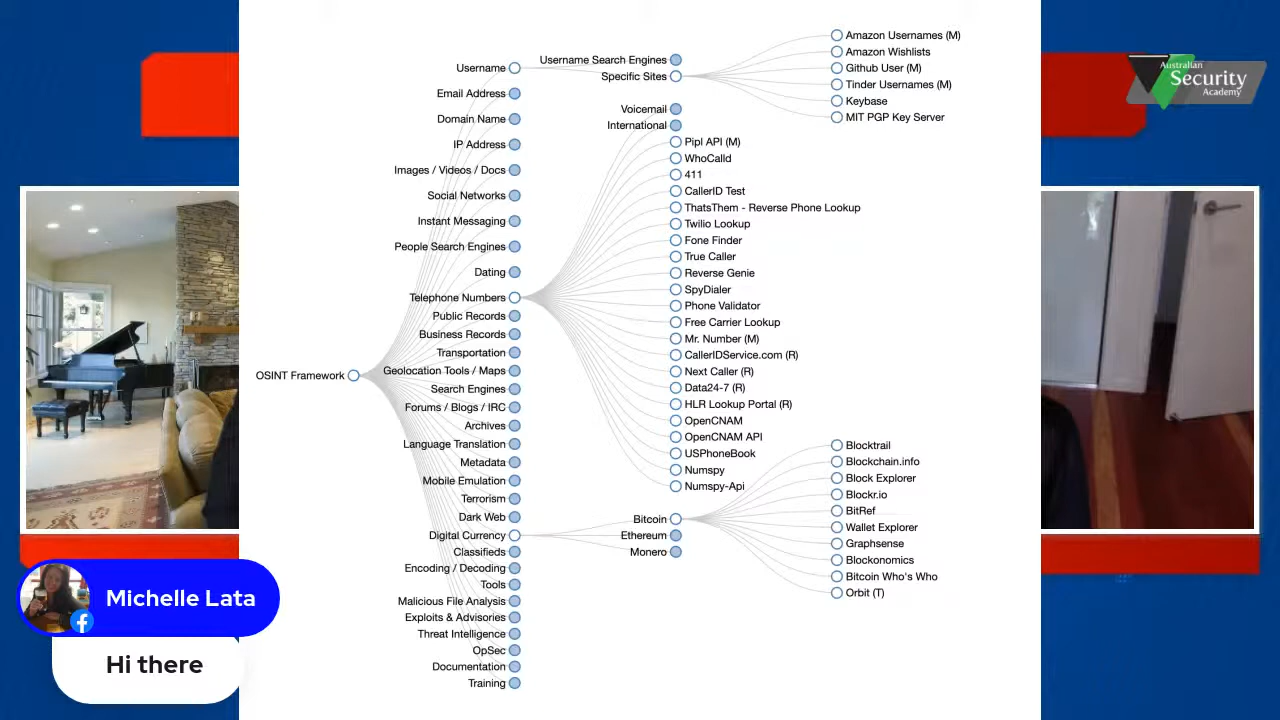 Australian
Security
Academy
OSINT Framework
Username
Email Address
Domain Name
IP Address
Images / Videos / Docs
Social Networks
Instant Messaging
People Search Engines
Dating
Telephone Numbers
Public Records
Business Records
Transportation
Geolocation Tools / Maps
Search Engines
Forums / Blogs / IRC
Archives
Language Translation
Metadata
Mobile Emulation
Terrorism
Dark Web
Digital Currency
Classifieds
Encoding / Decoding
Tools
Malicious File Analysis
Exploits & Advisories
Threat Intelligence
OpSec
Documentation
Training
Username Search Engines
Specific Sites
Amazon Usernames (M)
Amazon Wishlists
Github User (M)
Tinder Usernames (M)
Keybase
MIT PGP Key Server
Voicemail
International
Pipl API (M)
WhoCalld
411
CallerID Test
ThatsThem - Reverse Phone Lookup
Twilio Lookup
Fone Finder
True Caller
Reverse Genie
SpyDialer
Phone Validator
Free Carrier Lookup
Mr. Number (M)
CallerIDService.com (R)
Next Caller (R)
Data24-7 (R)
HLR Lookup Portal (R)
OpenCNAM
OpenCNAM API
USPhoneBook
Numspy
Numspy-Api
Bitcoin
Ethereum
Monero
Blocktrail
Blockchain.info
Block Explorer
Blockr.io
BitRef
Wallet Explorer
Graphsense
Blockonomics
Bitcoin Who's Who
Orbit (T)
Michelle Lata
Hi there